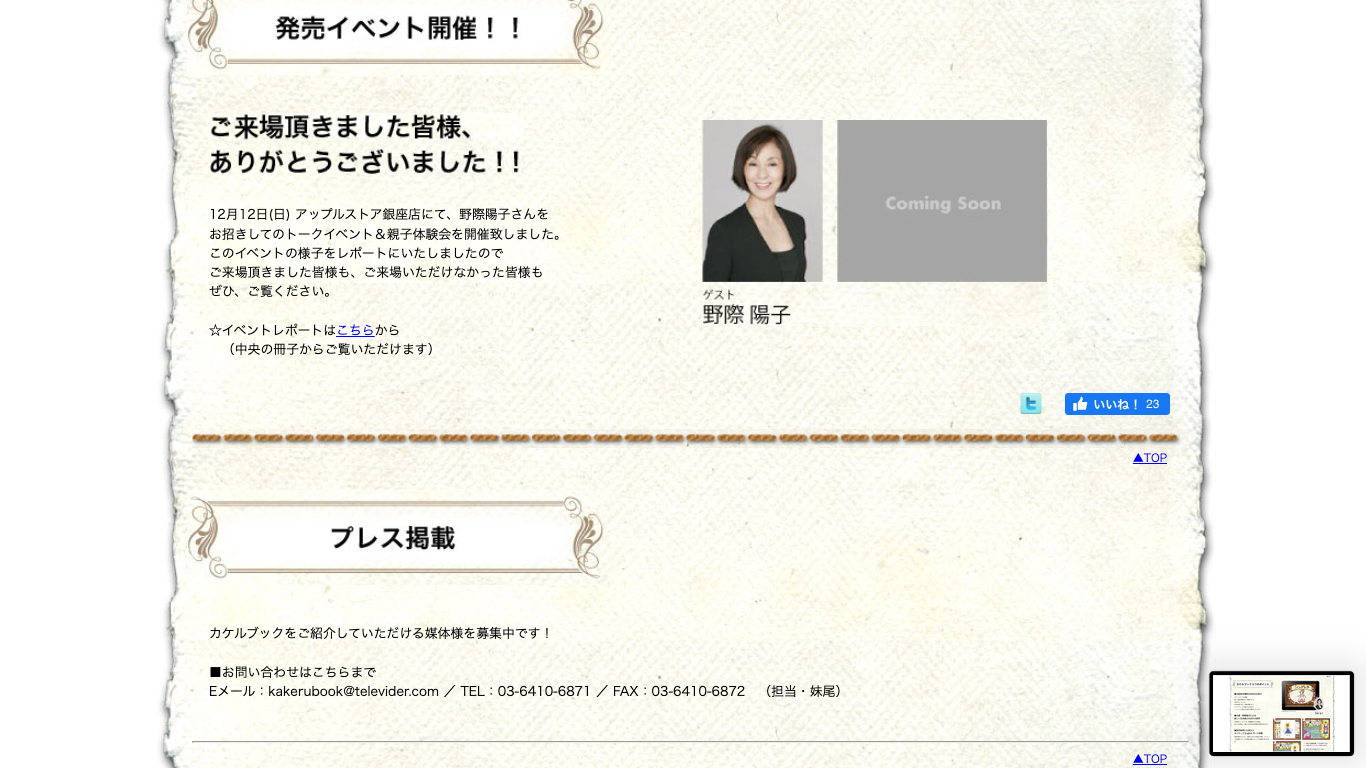 発売イベント開催！！
ご来場頂きました皆様、
ありがとうございました！！
12月12日(日) アップルストア銀座店にて、野際陽子さんを
お招きしてのトークイベント＆親子体験会を開催致しました。
このイベントの様子をレポートにいたしましたので
ご来場頂きました皆様も、ご来場いただけなかった皆様も
ぜひ、ご覧ください。
☆イベントレポートはこちらから
（中央の冊子からご覧いただけます）
Coming Soon
ゲスト
野際 陽子
いいね！ 23
▲TOP
プレス掲載
カケルブックをご紹介していただける媒体様を募集中です！
■お問い合わせはこちらまで
Eメール：kakerubook@televider.com ／ TEL：03-6410-6871 ／ FAX：03-6410-6872　（担当・妹尾）
▲TOP